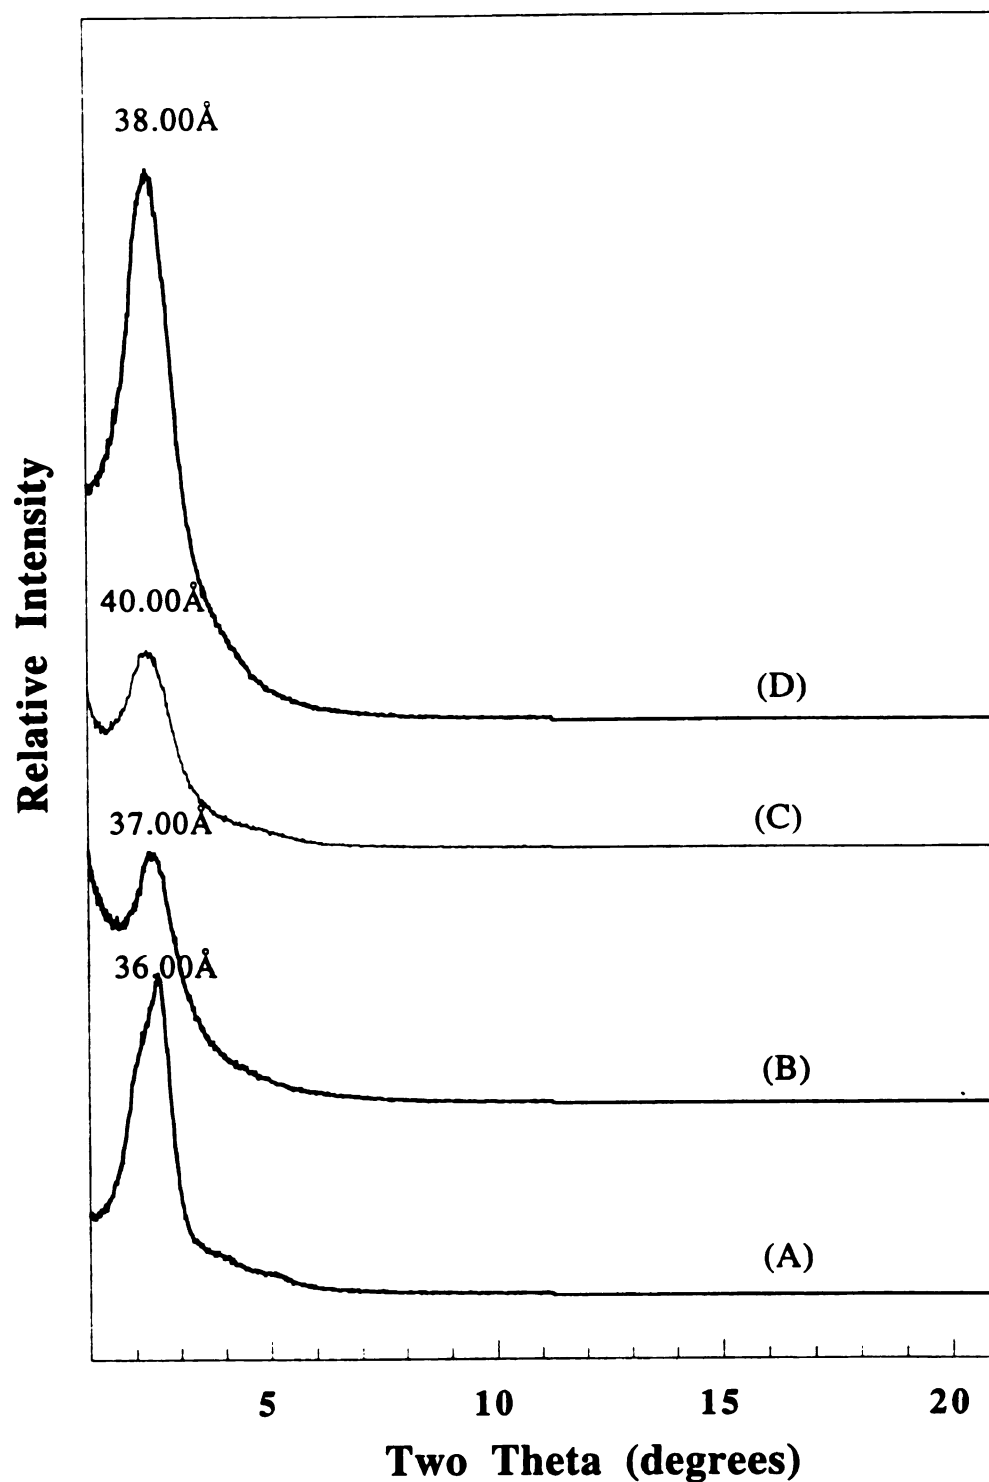 38.00Å
40.00Å
37.00Å
36.00Å
(D)
(C)
(B)
(A)
Relative Intensity
5 10 15 20
Two Theta (degrees)